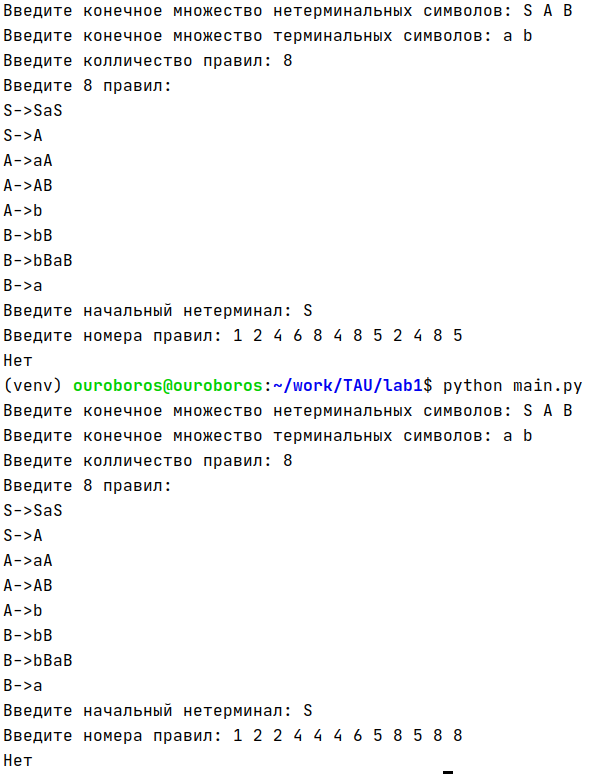 Введите конечное множество нетерминальных символов: S A B
Введите конечное множество терминальных символов: a b
Введите колличество правил: 8
Введите 8 правил:
S->SaS
S->A
A->aA
A->AB
A->b
B->bB
B->bBaB
B->a
Введите начальный нетерминал: S
Введите номера правил: 1 2 4 6 8 4 8 5 2 4 8 5
Нет
(venv) ouroboros@ouroboros:~/work/TAU/lab1$ python main.py
Введите конечное множество нетерминальных символов: S A B
Введите конечное множество терминальных символов: a b
Введите колличество правил: 8
Введите 8 правил:
S->SaS
S->A
A->aA
A->AB
A->b
B->bB
B->bBaB
B->a
Введите начальный нетерминал: S
Введите номера правил: 1 2 2 4 4 4 6 5 8 5 8 8
Нет